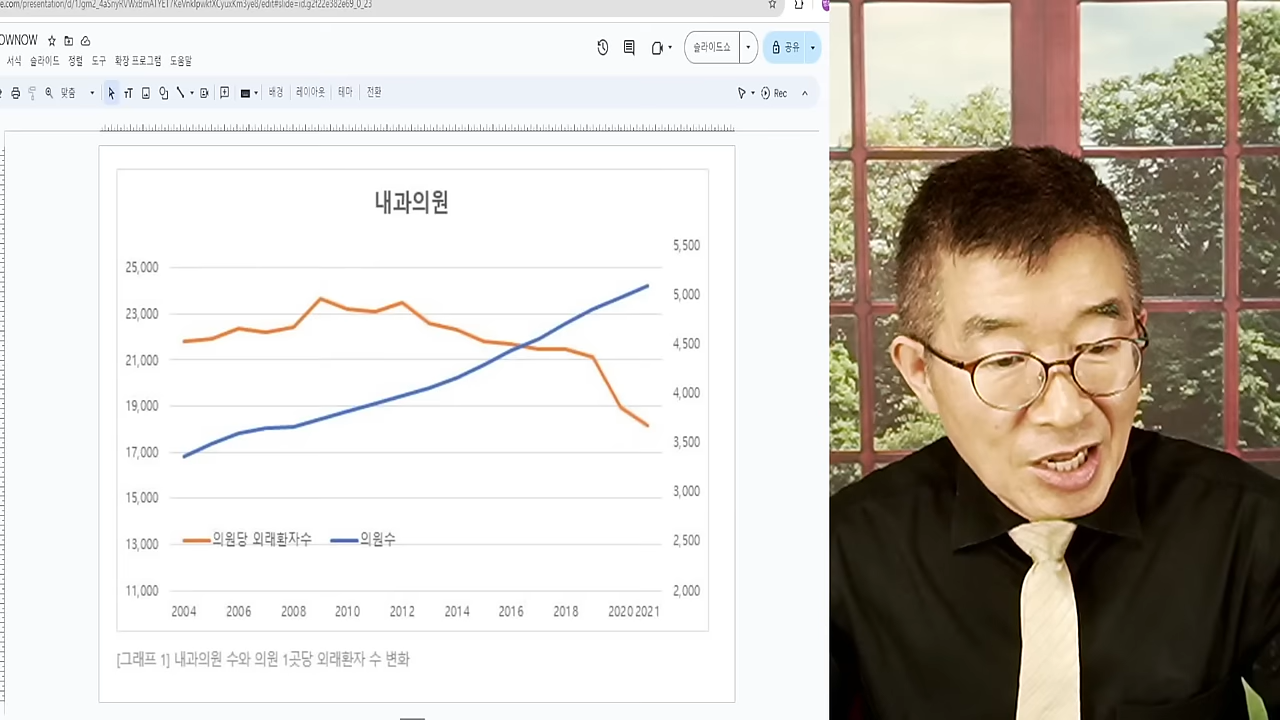 OWNOW
슬라이드쇼
공유
서식 슬라이드 정렬 도구 확장 프로그램 도움말
맞춤
배경 레이아웃 테마 전환
Rec
내과의원
5,500
25,000
5,000
23,000
4,500
21,000
4,000
19,000
3,500
17,000
3,000
15,000
의원당 외래환자수 의원수
2,500
13,000
2,000
11,000
2004 2006 2008 2010 2012 2014 2016 2018 2020 2021
[그래프 1] 내과의원 수와 의원 1곳당 외래환자 수 변화